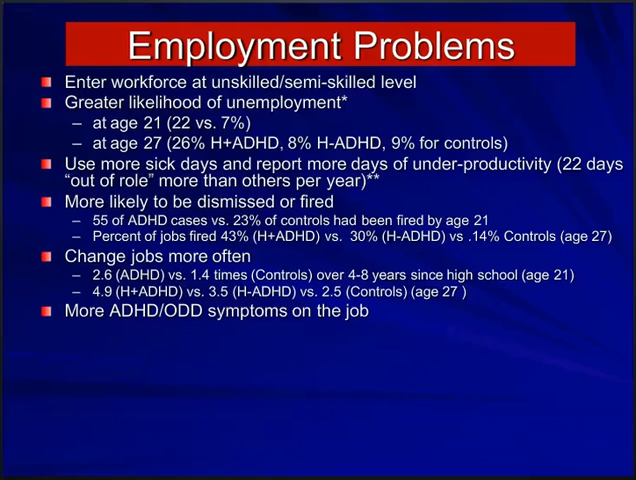 Employment Problems
Enter workforce at unskilled/semi-skilled level
Greater likelihood of unemployment*
– at age 21 (22 vs. 7%)
– at age 27 (26% H+ADHD, 8% H-ADHD, 9% for controls)
Use more sick days and report more days of under-productivity (22 days
“out of role” more than others per year)**
More likely to be dismissed or fired
– 55 of ADHD cases vs. 23% of controls had been fired by age 21
– Percent of jobs fired 43% (H+ADHD) vs. 30% (H-ADHD) vs .14% Controls (age 27)
Change jobs more often
– 2.6 (ADHD) vs. 1.4 times (Controls) over 4-8 years since high school (age 21)
– 4.9 (H+ADHD) vs. 3.5 (H-ADHD) vs. 2.5 (Controls) (age 27 )
More ADHD/ODD symptoms on the job